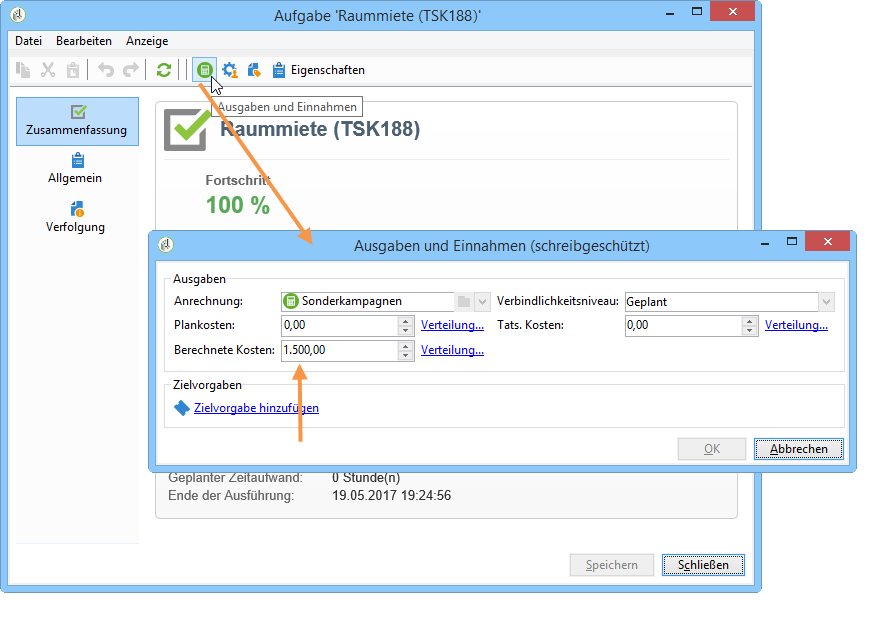 Aufgabe 'Raummiete (TSK188)'
Datei Bearbeiten Anzeige
Eigenschaften
Ausgaben und Einnahmen
Zusammenfassung
Allgemein
Verfolgung
Raummiete (TSK188)
Fortschritt
100 %
Ausgaben und Einnahmen (schreibgeschützt)
Ausgaben
Anrechnung: Sonderkampagnen Verbindlichkeitsniveau: Geplant
Plankosten: 0,00 Verteilung... Tats. Kosten: 0,00 Verteilung...
Berechnete Kosten: 1.500,00 Verteilung...
Zielvorgaben
Zielvorgabe hinzufügen
OK Abbrechen
Geplanter Zeitaufwand: 0 Stunde(n)
Ende der Ausführung: 19.05.2017 19:24:56
Speichern Schließen